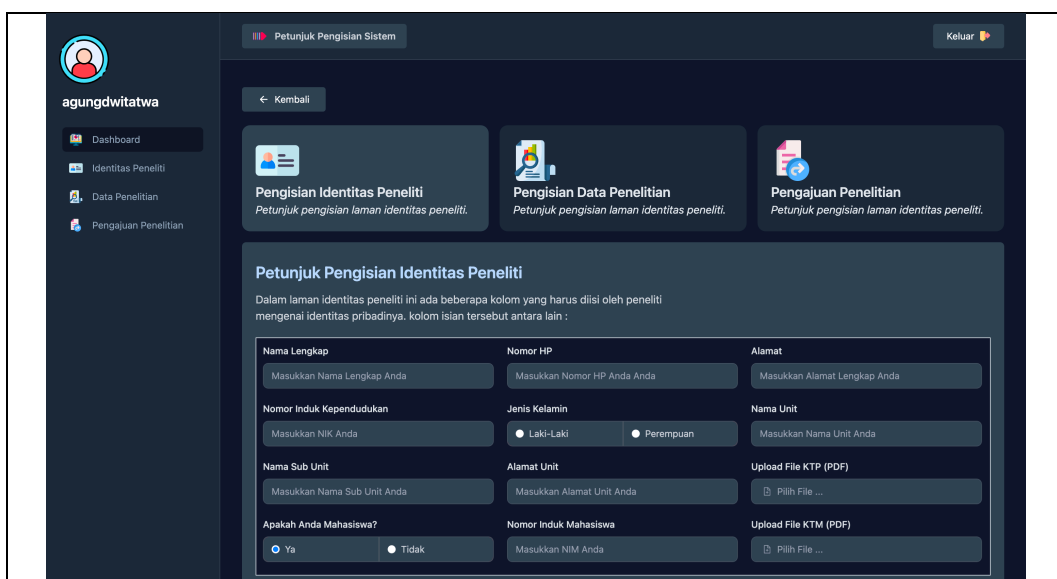 Petunjuk Pengisian Sistem
Keluar
agungdwitatwa
← Kembali
Dashboard
Identitas Peneliti
Data Penelitian
Pengajuan Penelitian
Pengisian Identitas Peneliti
Petunjuk pengisian laman identitas peneliti.
Pengisian Data Penelitian
Petunjuk pengisian laman identitas peneliti.
Pengajuan Penelitian
Petunjuk pengisian laman identitas peneliti.
Petunjuk Pengisian Identitas Peneliti
Dalam laman identitas peneliti ini ada beberapa kolom yang harus diisi oleh peneliti
mengenai identitas pribadinya. kolom isian tersebut antara lain :
Nama Lengkap
Masukkan Nama Lengkap Anda
Nomor HP
Masukkan Nomor HP Anda Anda
Alamat
Masukkan Alamat Lengkap Anda
Nomor Induk Kependudukan
Masukkan NIK Anda
Jenis Kelamin
Laki-Laki
Perempuan
Nama Unit
Masukkan Nama Unit Anda
Nama Sub Unit
Masukkan Nama Sub Unit Anda
Alamat Unit
Masukkan Alamat Unit Anda
Upload File KTP (PDF)
Pilih File ...
Apakah Anda Mahasiswa?
Ya
Tidak
Nomor Induk Mahasiswa
Masukkan NIM Anda
Upload File KTM (PDF)
Pilih File ...